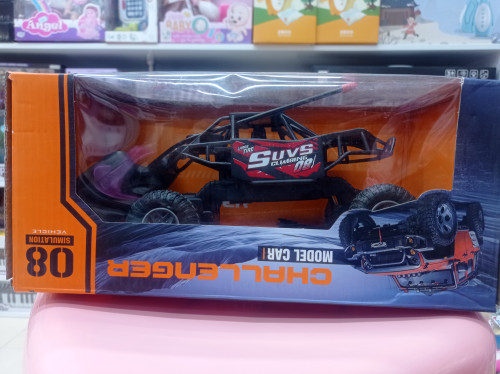 Angel
SUVS
CLIMBING
08
CHALLENGER
MODEL CAR
08
SIMULATION
VEHICLE